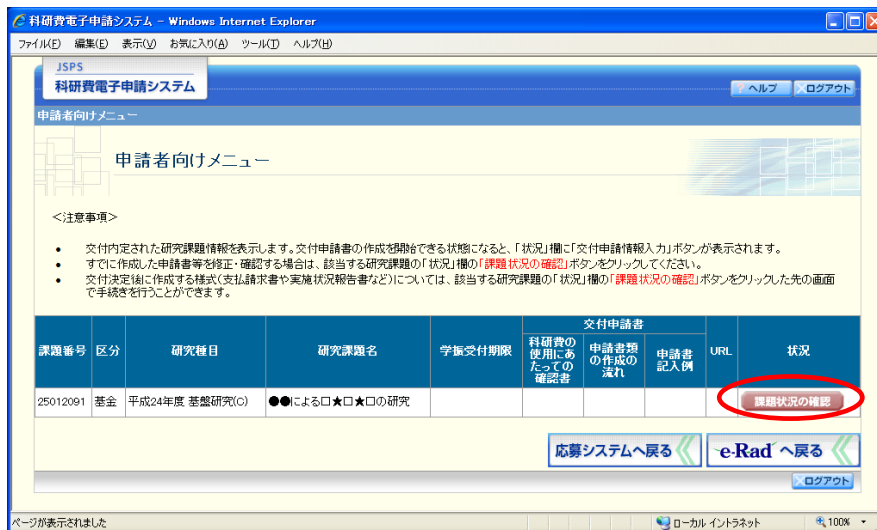 科研費電子申請システム - Windows Internet Explorer
ファイル(F) 編集(E) 表示(V) お気に入り(A) ツール(T) ヘルプ(H)
JSPS
科研費電子申請システム
ヘルプ ログアウト
申請者向けメニュー
申請者向けメニュー
<注意事項>
• 交付内定された研究課題情報を表示します。交付申請書の作成を開始できる状態になると、「状況」欄に「交付申請情報入力」ボタンが表示されます。
• すでに作成した申請書等を修正・確認する場合は、該当する研究課題の「状況」欄の「課題状況の確認」ボタンをクリックしてください。
• 交付決定後に作成する様式(支払請求書や実施状況報告書など)については、該当する研究課題の「状況」欄の「課題状況の確認」ボタンをクリックした先の画面
で手続きを行うことができます。
交付申請書
課題番号 区分 研究種目 研究課題名 学振受付期限 科研費の使用にあたっての確認書 申請書類の作成の流れ 申請書記入例 URL 状況
25012091 基金 平成24年度 基盤研究(C) ●●による□★□★□の研究 課題状況の確認
応募システムへ戻る e-Rad へ戻る
ログアウト
ページが表示されました ローカル イントラネット 100%